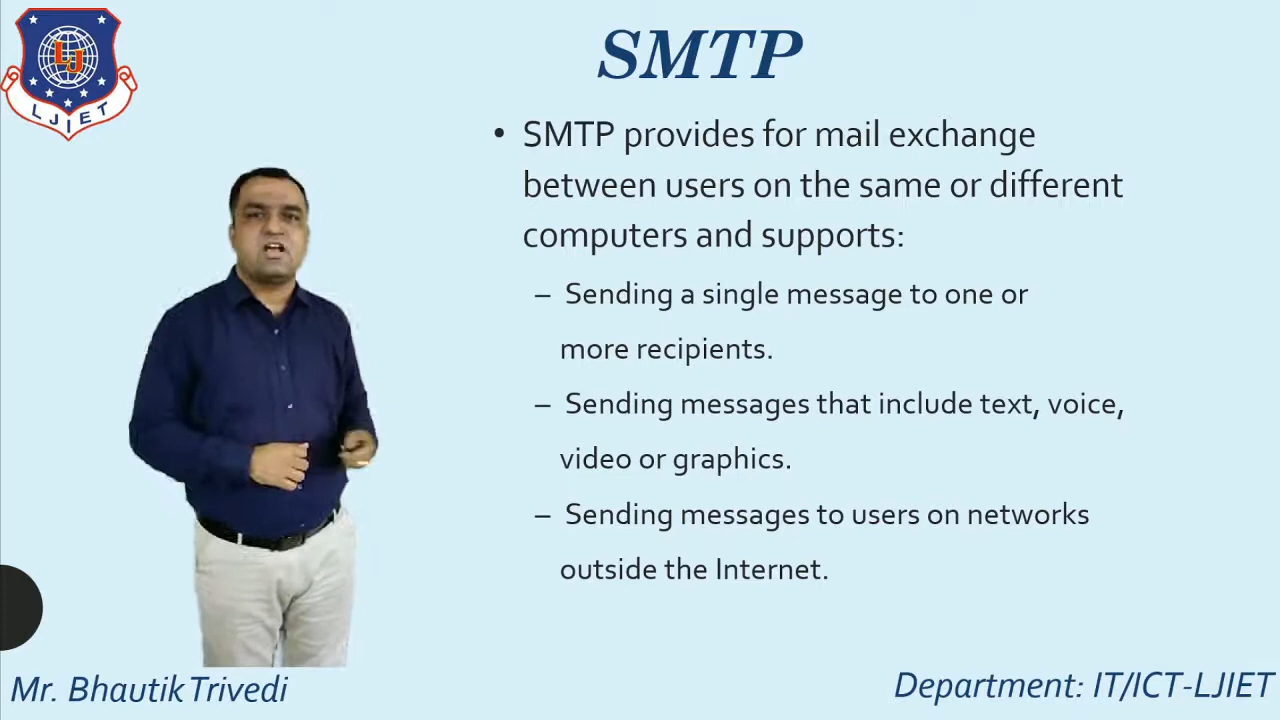 LJ
LJIET
SMTP
• SMTP provides for mail exchange
between users on the same or different
computers and supports:
– Sending a single message to one or
more recipients.
– Sending messages that include text, voice,
video or graphics.
– Sending messages to users on networks
outside the Internet.
Mr. Bhautik Trivedi
Department: IT/ICT-LJIET